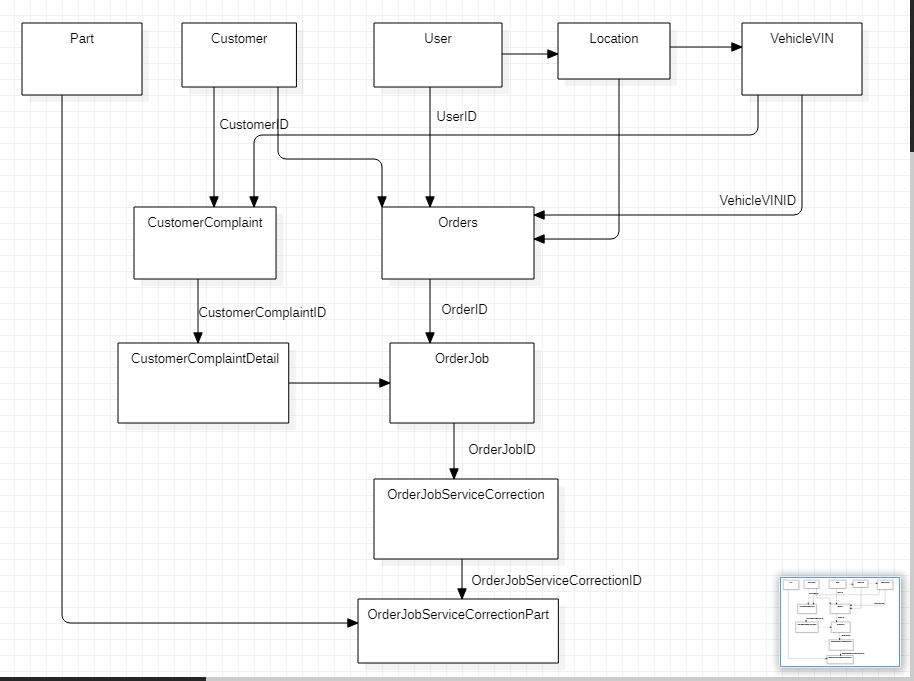 Part
Customer
User
Location
VehicleVIN
CustomerID
UserID
VehicleVINID
CustomerComplaint
Orders
CustomerComplaintID
OrderID
CustomerComplaintDetail
OrderJob
OrderJobID
OrderJobServiceCorrection
OrderJobServiceCorrectionID
OrderJobServiceCorrectionPart